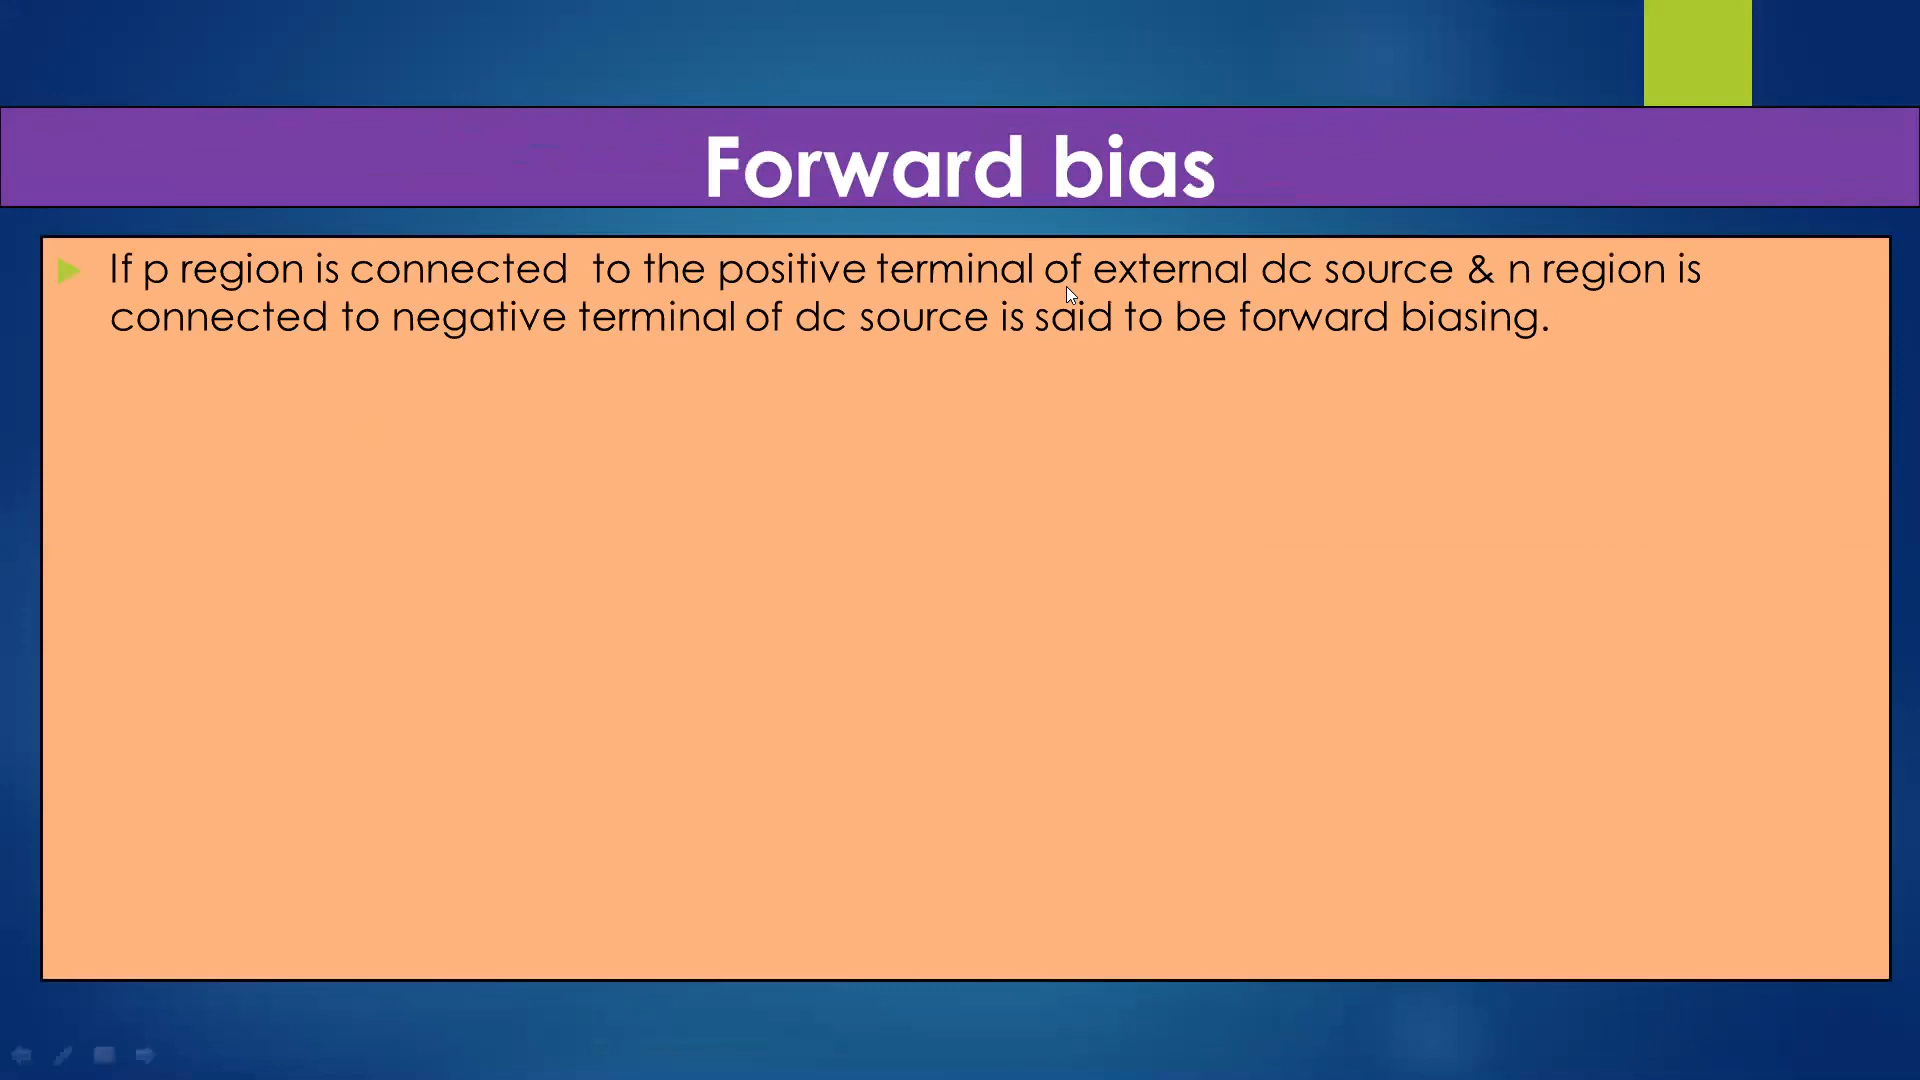 Forward bias
If p region is connected  to the positive terminal of external dc source & n region is
connected to negative terminal of dc source is said to be forward biasing.